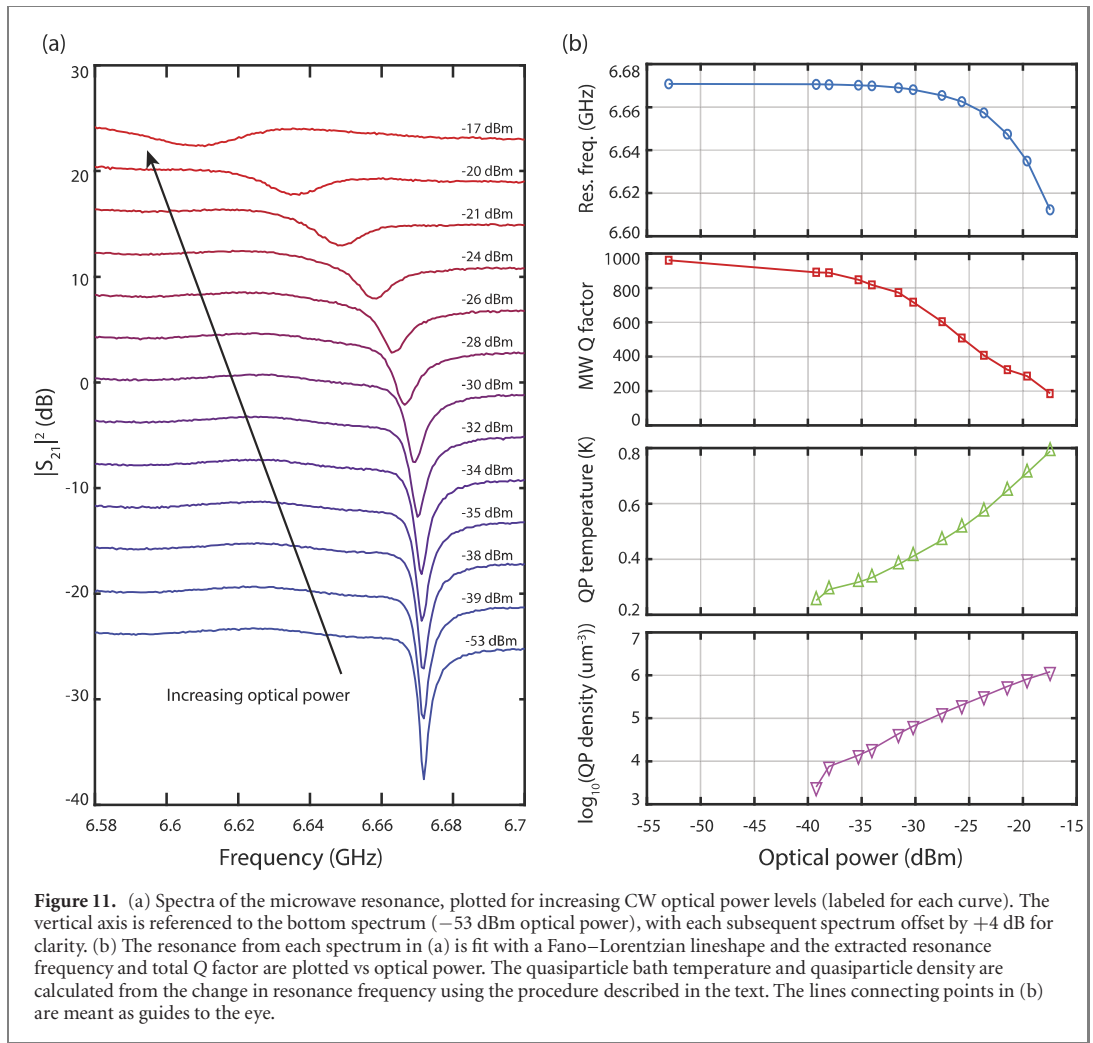 (a)
30
20
10
0
-10
-20
-30
-40
|S21|² (dB)
-17 dBm
-20 dBm
-21 dBm
-24 dBm
-26 dBm
-28 dBm
-30 dBm
-32 dBm
-34 dBm
-35 dBm
-38 dBm
-39 dBm
-53 dBm
Increasing optical power
6.58 6.6 6.62 6.64 6.66 6.68 6.7
Frequency (GHz)
(b)
6.68
6.66
6.64
6.62
6.60
Res. freq. (GHz)
1000
800
600
400
200
0
MW Q factor
0.8
0.6
0.4
0.2
QP temperature (K)
7
6
5
4
3
log10(QP density (um-3))
-55 -50 -45 -40 -35 -30 -25 -20 -15
Optical power (dBm)
Figure 11. (a) Spectra of the microwave resonance, plotted for increasing CW optical power levels (labeled for each curve). The
vertical axis is referenced to the bottom spectrum (−53 dBm optical power), with each subsequent spectrum offset by +4 dB for
clarity. (b) The resonance from each spectrum in (a) is fit with a Fano–Lorentzian lineshape and the extracted resonance
frequency and total Q factor are plotted vs optical power. The quasiparticle bath temperature and quasiparticle density are
calculated from the change in resonance frequency using the procedure described in the text. The lines connecting points in (b)
are meant as guides to the eye.